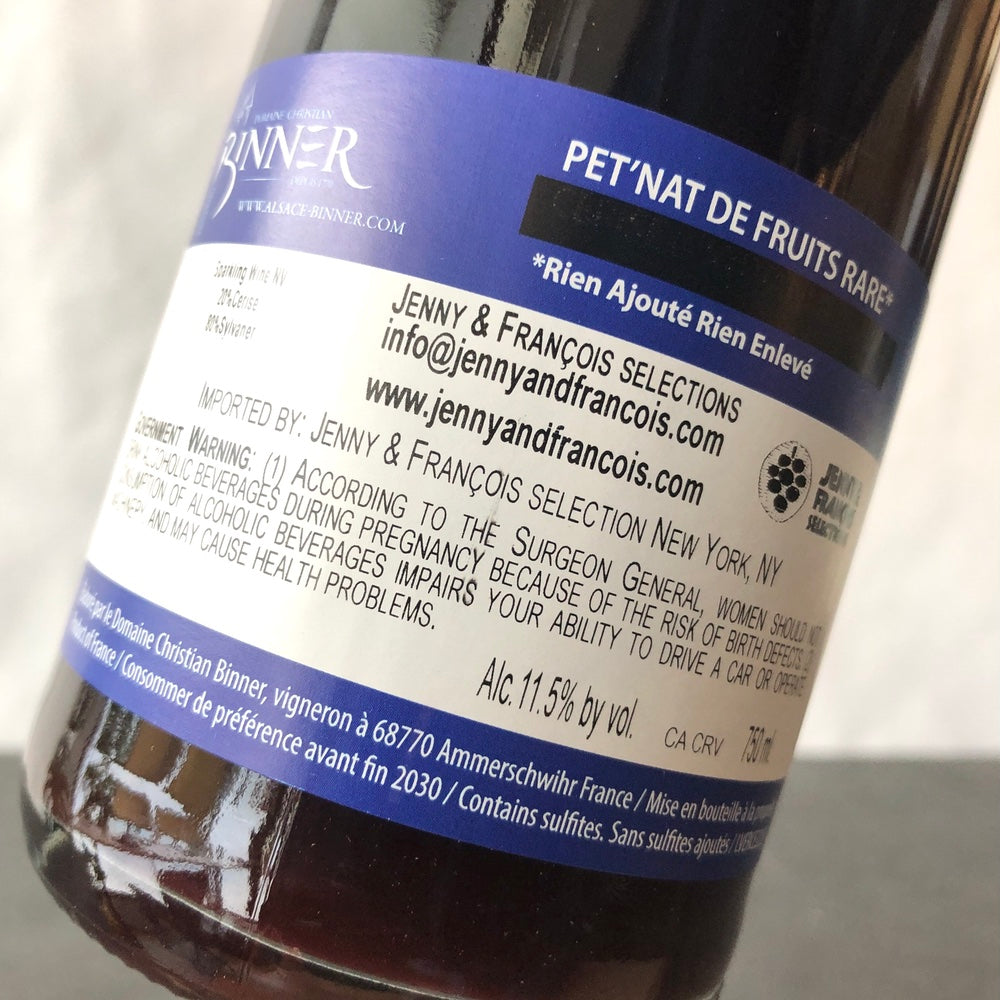 DOMAINE CHRISTIAN
BINNER
DEPUIS 1770
WWW.ALSACE-BINNER.COM
PET'NAT DE FRUITS RARE*
*Rien Ajouté Rien Enlevé
Sparkling Wine NV
20%Cerise
80%Sylvaner
JENNY & FRANÇOIS SELECTIONS
info@jennyandfrancois.com
www.jennyandfrancois.com
IMPORTED BY: JENNY & FRANÇOIS SELECTION NEW YORK, NY
JENNY &
FRANÇOIS
SELECTIONS
GOVERNMENT WARNING: (1) ACCORDING TO THE SURGEON GENERAL, WOMEN SHOULD NOT
ALCOHOLIC BEVERAGES DURING PREGNANCY BECAUSE OF THE RISK OF BIRTH DEFECTS.
CONSUMPTION OF ALCOHOLIC BEVERAGES IMPAIRS YOUR ABILITY TO DRIVE A CAR OR OPERATE
MACHINERY AND MAY CAUSE HEALTH PROBLEMS.
Alc. 11.5% by vol.
CA CRV
750 ml
par le Domaine Christian Binner, vigneron à 68770 Ammerschwihr France / Mise en bouteille à la
Product of France / Consommer de préférence avant fin 2030 / Contains sulfites. Sans sulfites ajoutés /